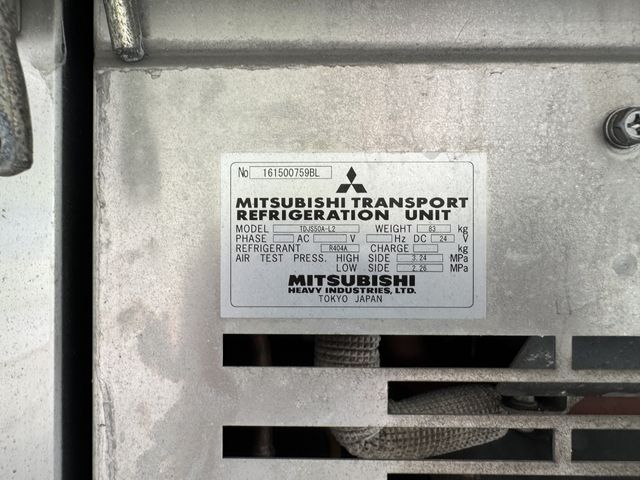 No 161500759BL
MITSUBISHI TRANSPORT
REFRIGERATION UNIT
MODEL TDJS50A-L2 WEIGHT 83 kg
PHASE AC V Hz DC 24 V
REFRIGERANT R404A CHARGE kg
AIR TEST PRESS. HIGH SIDE 3.24 MPa
LOW SIDE 2.26 MPa
MITSUBISHI
HEAVY INDUSTRIES, LTD.
TOKYO JAPAN